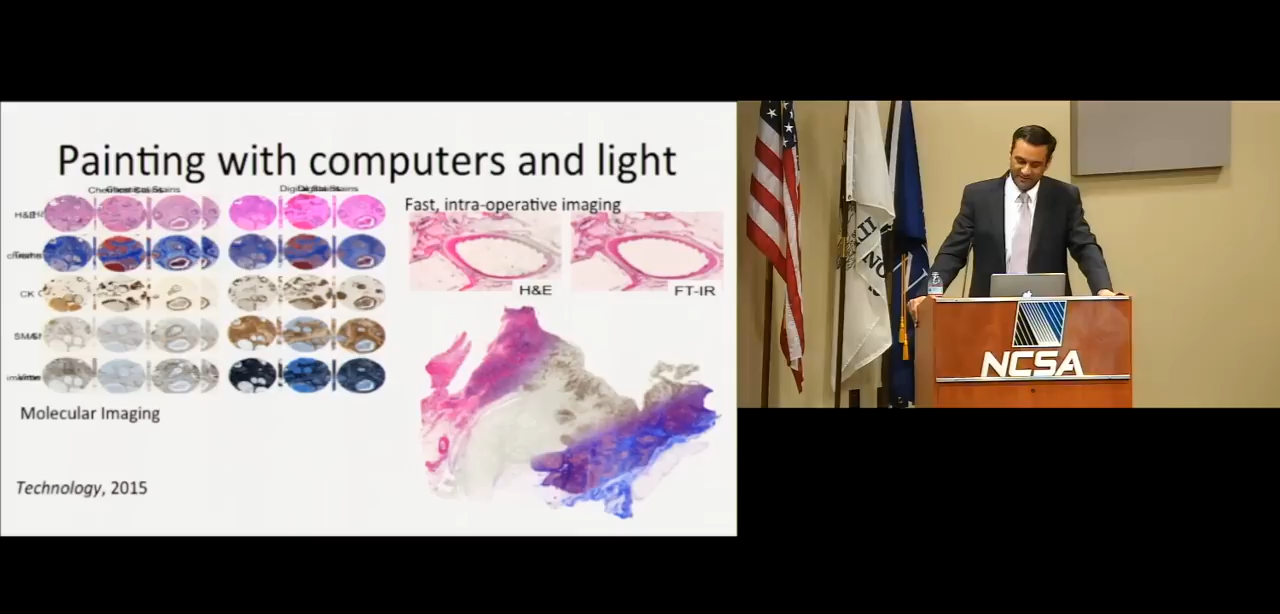 Painting with computers and light
H&E
CK
Molecular Imaging
Technology, 2015
Fast, intra-operative imaging
H&E
FT-IR
NCSA